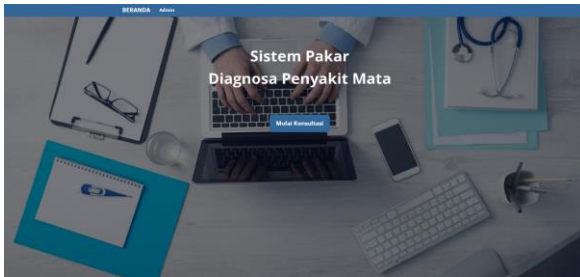 BERANDA Admin
Sistem Pakar
Diagnosa Penyakit Mata
Mulai Konsultasi